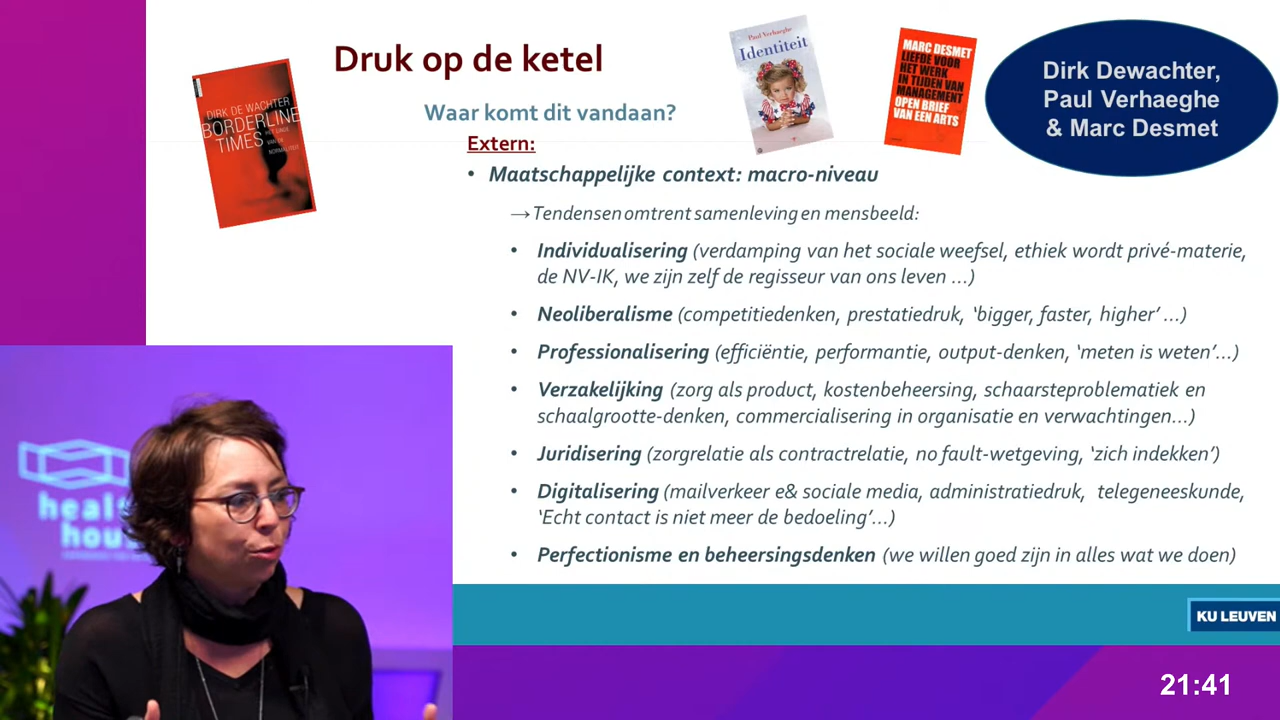 Druk op de ketel
Waar komt dit vandaan?
DIRK DE WACHTER
BORDERLINE
TIMES
HET EINDE
VAN DE
NORMALITEIT
Paul Verhaeghe
Identiteit
MARC DESMET
LIEFDE VOOR
HET WERK
IN TIJDEN VAN
MANAGEMENT
OPEN BRIEF
VAN EEN ARTS
Dirk Dewachter,
Paul Verhaeghe
& Marc Desmet
Extern:
• Maatschappelijke context: macro-niveau
→Tendensen omtrent samenleving en mensbeeld:
• Individualisering (verdamping van het sociale weefsel, ethiek wordt privé-materie,
de NV-IK, we zijn zelf de regisseur van ons leven …)
• Neoliberalisme (competitiedenken, prestatiedruk, ‘bigger, faster, higher’ …)
• Professionalisering (efficiëntie, performantie, output-denken, ‘meten is weten’…)
• Verzakelijking (zorg als product, kostenbeheersing, schaarsteproblematiek en
schaalgrootte-denken, commercialisering in organisatie en verwachtingen…)
• Juridisering (zorgrelatie als contractrelatie, no fault-wetgeving, ‘zich indekken’)
• Digitalisering (mailverkeer e& sociale media, administratiedruk, telegeneeskunde,
‘Echt contact is niet meer de bedoeling’…)
• Perfectionisme en beheersingsdenken (we willen goed zijn in alles wat we doen)
KU LEUVEN
healt
hous
21:41